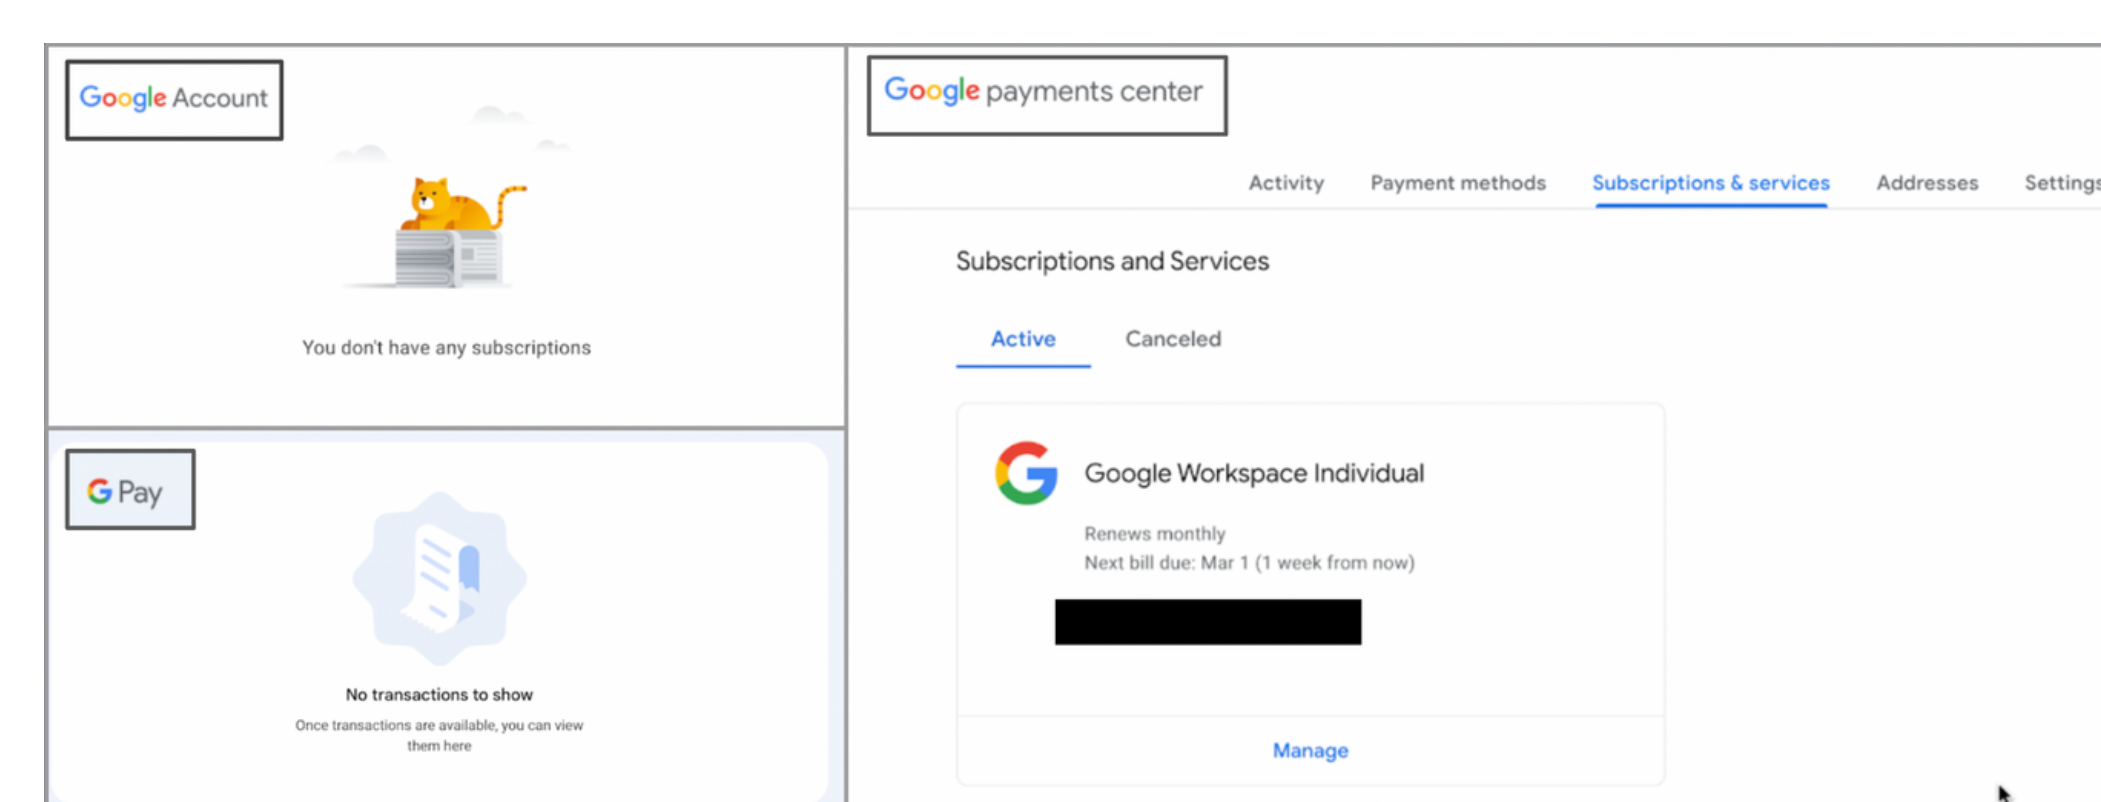 Google Account
You don't have any subscriptions
G Pay
No transactions to show
Once transactions are available, you can view
them here
Google payments center
Activity Payment methods Subscriptions & services Addresses Settings
Subscriptions and Services
Active Canceled
Google Workspace Individual
Renews monthly
Next bill due: Mar 1 (1 week from now)
Manage